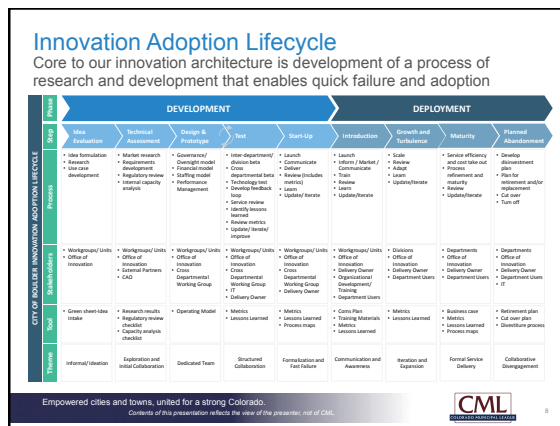 Innovation Adoption Lifecycle
Core to our innovation architecture is development of a process of
research and development that enables quick failure and adoption
CITY OF BOULDER INNOVATION ADOPTION LIFECYCLE
Phase
DEVELOPMENT
DEPLOYMENT
Step
Idea
Evaluation
Technical
Assessment
Design &
Prototype
Test
Start-Up
Introduction
Growth and
Turbulence
Maturity
Planned
Abandonment
Process
• Idea formulation
• Research
• Use case
development
• Market research
• Requirements
development
• Regulatory review
• Internal capacity
analysis
• Governance/
Oversight model
• Financial model
• Staffing model
• Performance
Management
• Inter-department/
division beta
• Cross
departmental beta
• Technology test
• Develop feedback
loop
• Service review
• Identify lessons
learned
• Review metrics
• Update/ iterate/
improve
• Launch
• Communicate
• Deliver
• Review (includes
metrics)
• Learn
• Update/ Iterate
• Launch
• Inform / Market /
Communicate
• Train
• Review
• Learn
• Update/Iterate
• Scale
• Review
• Adapt
• Learn
• Update/Iterate
• Service efficiency
and cost take out
• Process
refinement and
maturity
• Review
• Update/Iterate
• Develop
disinvestment
plan
• Plan for
retirement and/or
replacement
• Cut over
• Turn off
Stakeholders
• Workgroups/ Units
• Office of
Innovation
• Workgroups/ Units
• Office of
Innovation
• External Partners
• CAO
• Workgroups/ Units
• Office of
Innovation
• Cross
Departmental
Working Group
• Workgroups/ Units
• Office of
Innovation
• Cross
Departmental
Working Group
• IT
• Delivery Owner
• Workgroups/ Units
• Office of
Innovation
• Cross
Departmental
Working Group
• Delivery Owner
• Workgroups/ Units
• Office of
Innovation
• Delivery Owner
• Organizational
Development/
Training
• Department Users
• Divisions
• Office of
Innovation
• Delivery Owner
• Department Users
• Departments
• Office of
Innovation
• Delivery Owner
• Department Users
• Departments
• Office of
Innovation
• Delivery Owner
• Department Users
• IT
Tool
• Green sheet-Idea
Intake
• Research results
• Regulatory review
checklist
• Capacity analysis
checklist
• Operating Model
• Metrics
• Lessons Learned
• Metrics
• Lessons Learned
• Process maps
• Coms Plan
• Training Materials
• Metrics
• Lessons Learned
• Metrics
• Lessons Learned
• Business case
• Metrics
• Lessons Learned
• Process maps
• Retirement plan
• Cut over plan
• Divestiture process
Theme
Informal/ Ideation
Exploration and
Initial Collaboration
Dedicated Team
Structured
Collaboration
Formalization and
Fast Failure
Communication and
Awareness
Iteration and
Expansion
Formal Service
Delivery
Collaborative
Divergagement
Empowered cities and towns, united for a strong Colorado.
Contents of this presentation reflects the view of the presenter, not of CML.
CML
COLORADO MUNICIPAL LEAGUE
8